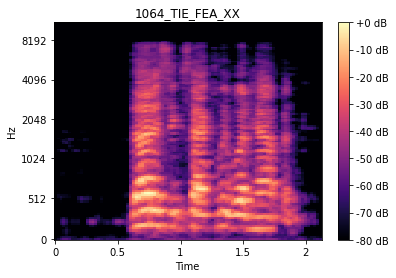 1064_TIE_FEA_XX
8192
4096
2048
1024
512
0
Hz
0
0.5
1
1.5
2
Time
+0 dB
-10 dB
-20 dB
-30 dB
-40 dB
-50 dB
-60 dB
-70 dB
-80 dB